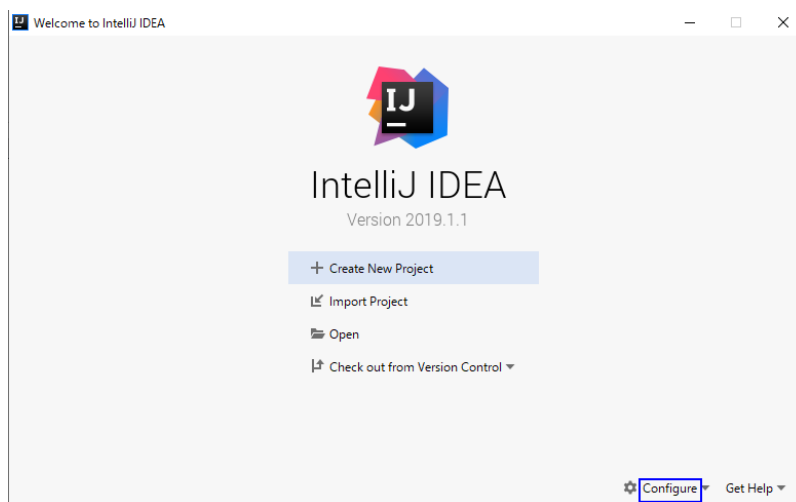 IJ Welcome to IntelliJ IDEA
IJ
IntelliJ IDEA
Version 2019.1.1
Create New Project
Import Project
Open
Check out from Version Control
Configure Get Help